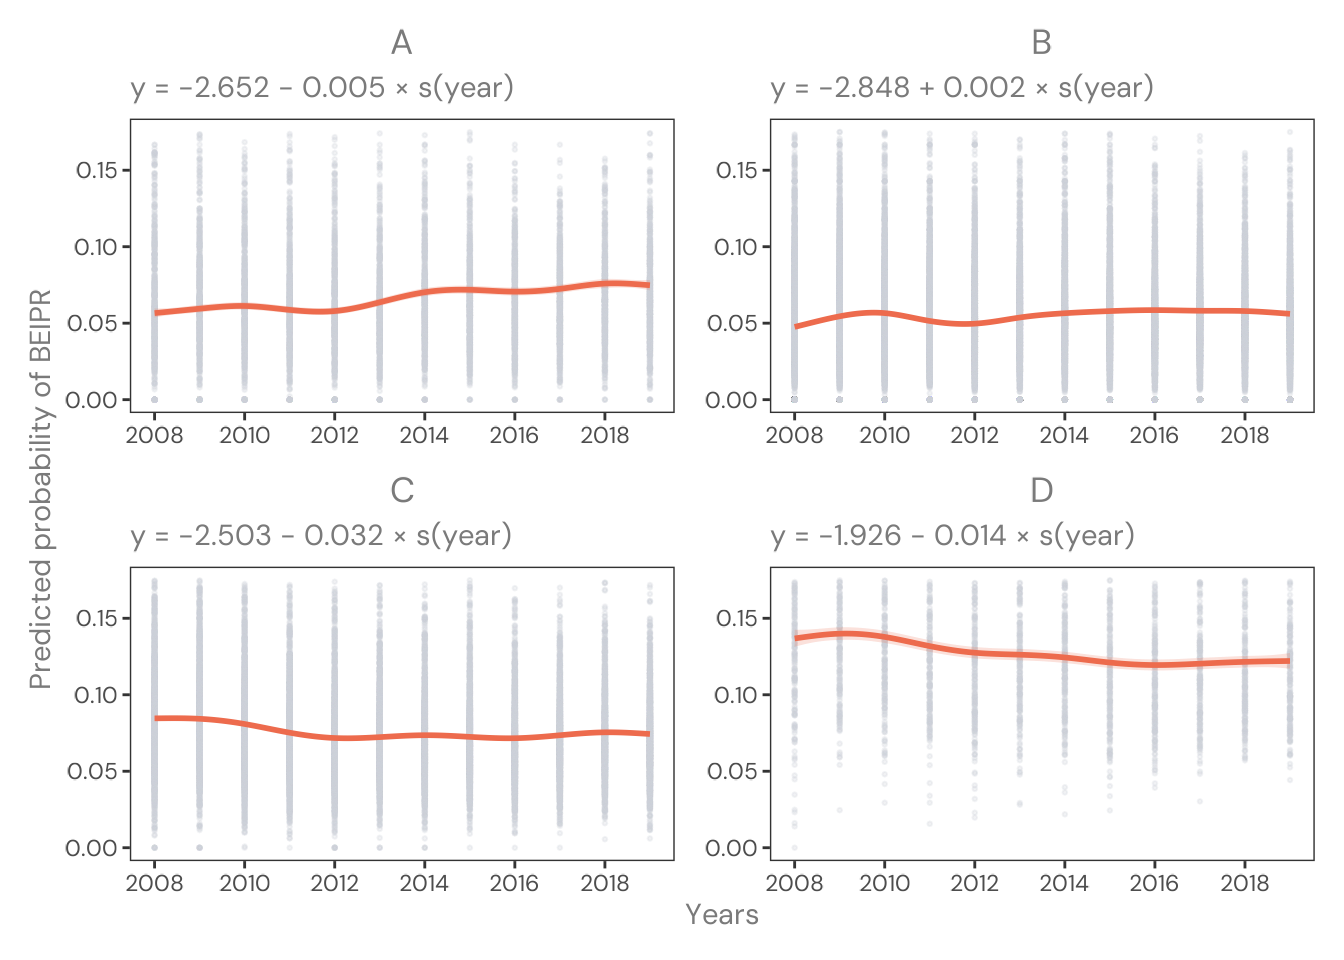 A
y = −2.652 − 0.005 × s(year)
0.15
0.10
0.05
0.00
2008 2010 2012 2014 2016 2018
B
y = −2.848 + 0.002 × s(year)
0.15
0.10
0.05
0.00
2008 2010 2012 2014 2016 2018
Predicted probability of BEIPR
C
y = −2.503 − 0.032 × s(year)
0.15
0.10
0.05
0.00
2008 2010 2012 2014 2016 2018
D
y = −1.926 − 0.014 × s(year)
0.15
0.10
0.05
0.00
2008 2010 2012 2014 2016 2018
Years